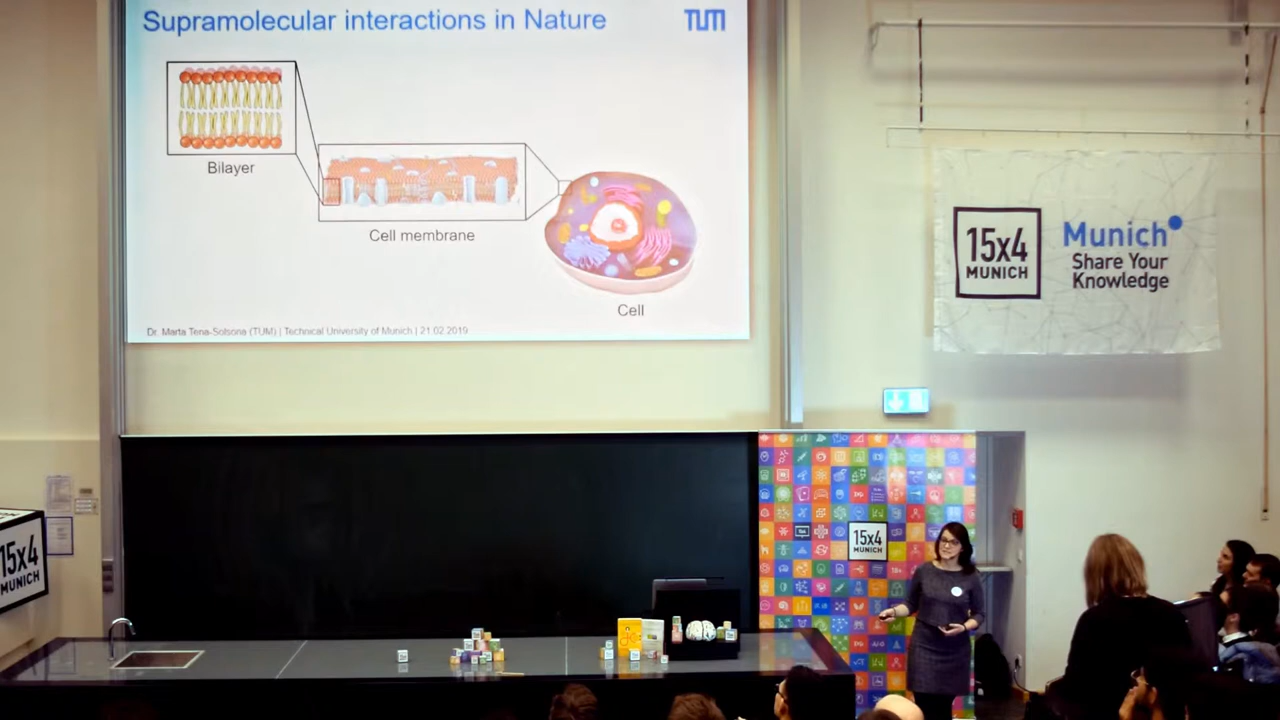 Supramolecular interactions in Nature
TUM
Bilayer
Cell membrane
Cell
Dr. Marta Tena-Solsona (TUM) | Technical University of Munich | 21.02.2019
15x4
MUNICH
Munich
Share Your
Knowledge
15x4
MUNICH
15x4
MUNICH